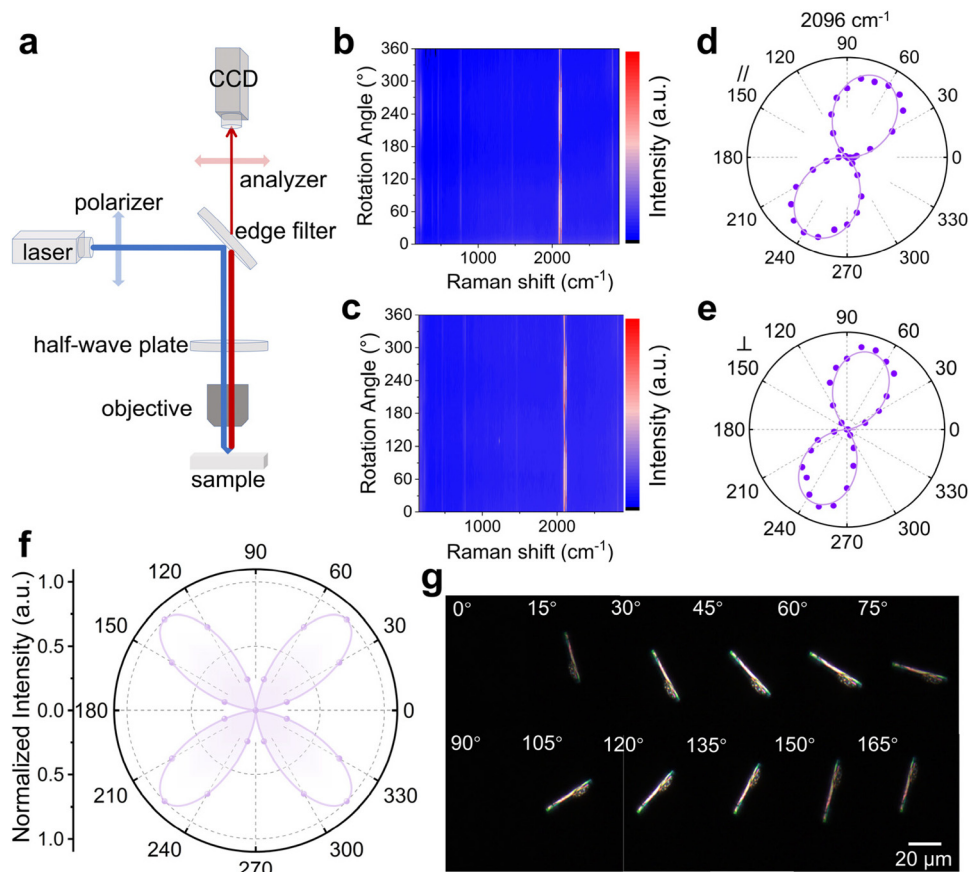 a
CCD
analyzer
polarizer
edge filter
laser
half-wave plate
objective
sample
b
360
300
240
180
120
60
0
Rotation Angle (°)
1000
2000
Raman shift (cm⁻¹)
Intensity (a.u.)
c
360
300
240
180
120
60
0
Rotation Angle (°)
1000
2000
Raman shift (cm⁻¹)
Intensity (a.u.)
d
2096 cm⁻¹
//
90
60
30
0
330
300
270
240
210
180
150
120
e
⊥
90
60
30
0
330
300
270
240
210
180
150
120
f
Normalized Intensity (a.u.)
1.0
0.5
0.0
0.5
1.0
90
60
30
0
330
300
270
240
210
180
150
120
g
0° 15° 30° 45° 60° 75°
90° 105° 120° 135° 150° 165°
20 μm